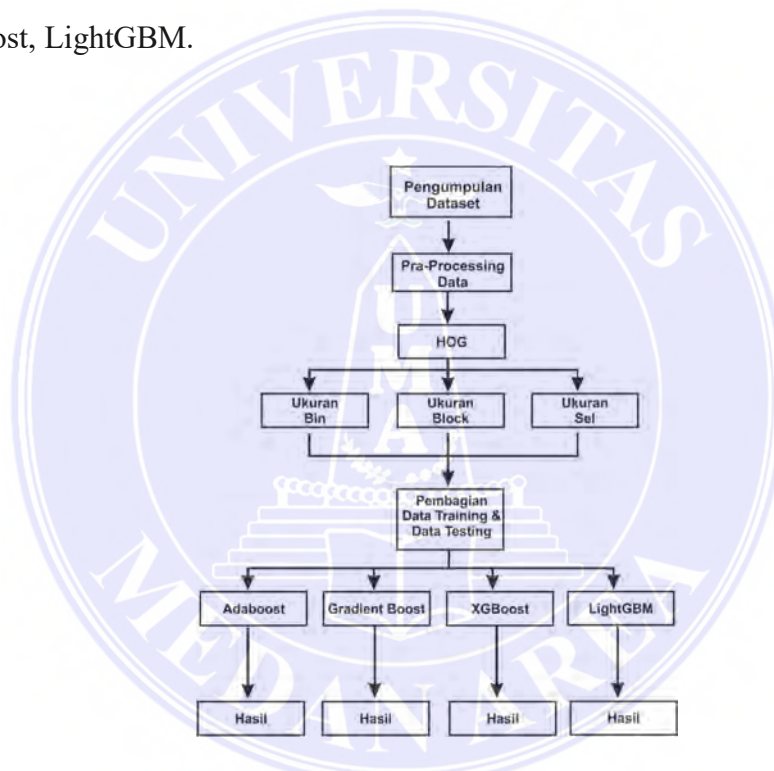 ost, LightGBM.
UNIVERSITAS
Pengumpulan
Dataset
Pra-Processing
Data
UMA
HOG
Ukuran
Bin
Ukuran
Block
Ukuran
Sel
Pembagian
Data Training &
Data Testing
Adaboost
Gradient Boost
XGBoost
LightGBM
Hasil
Hasil
Hasil
Hasil
MEDAN AREA